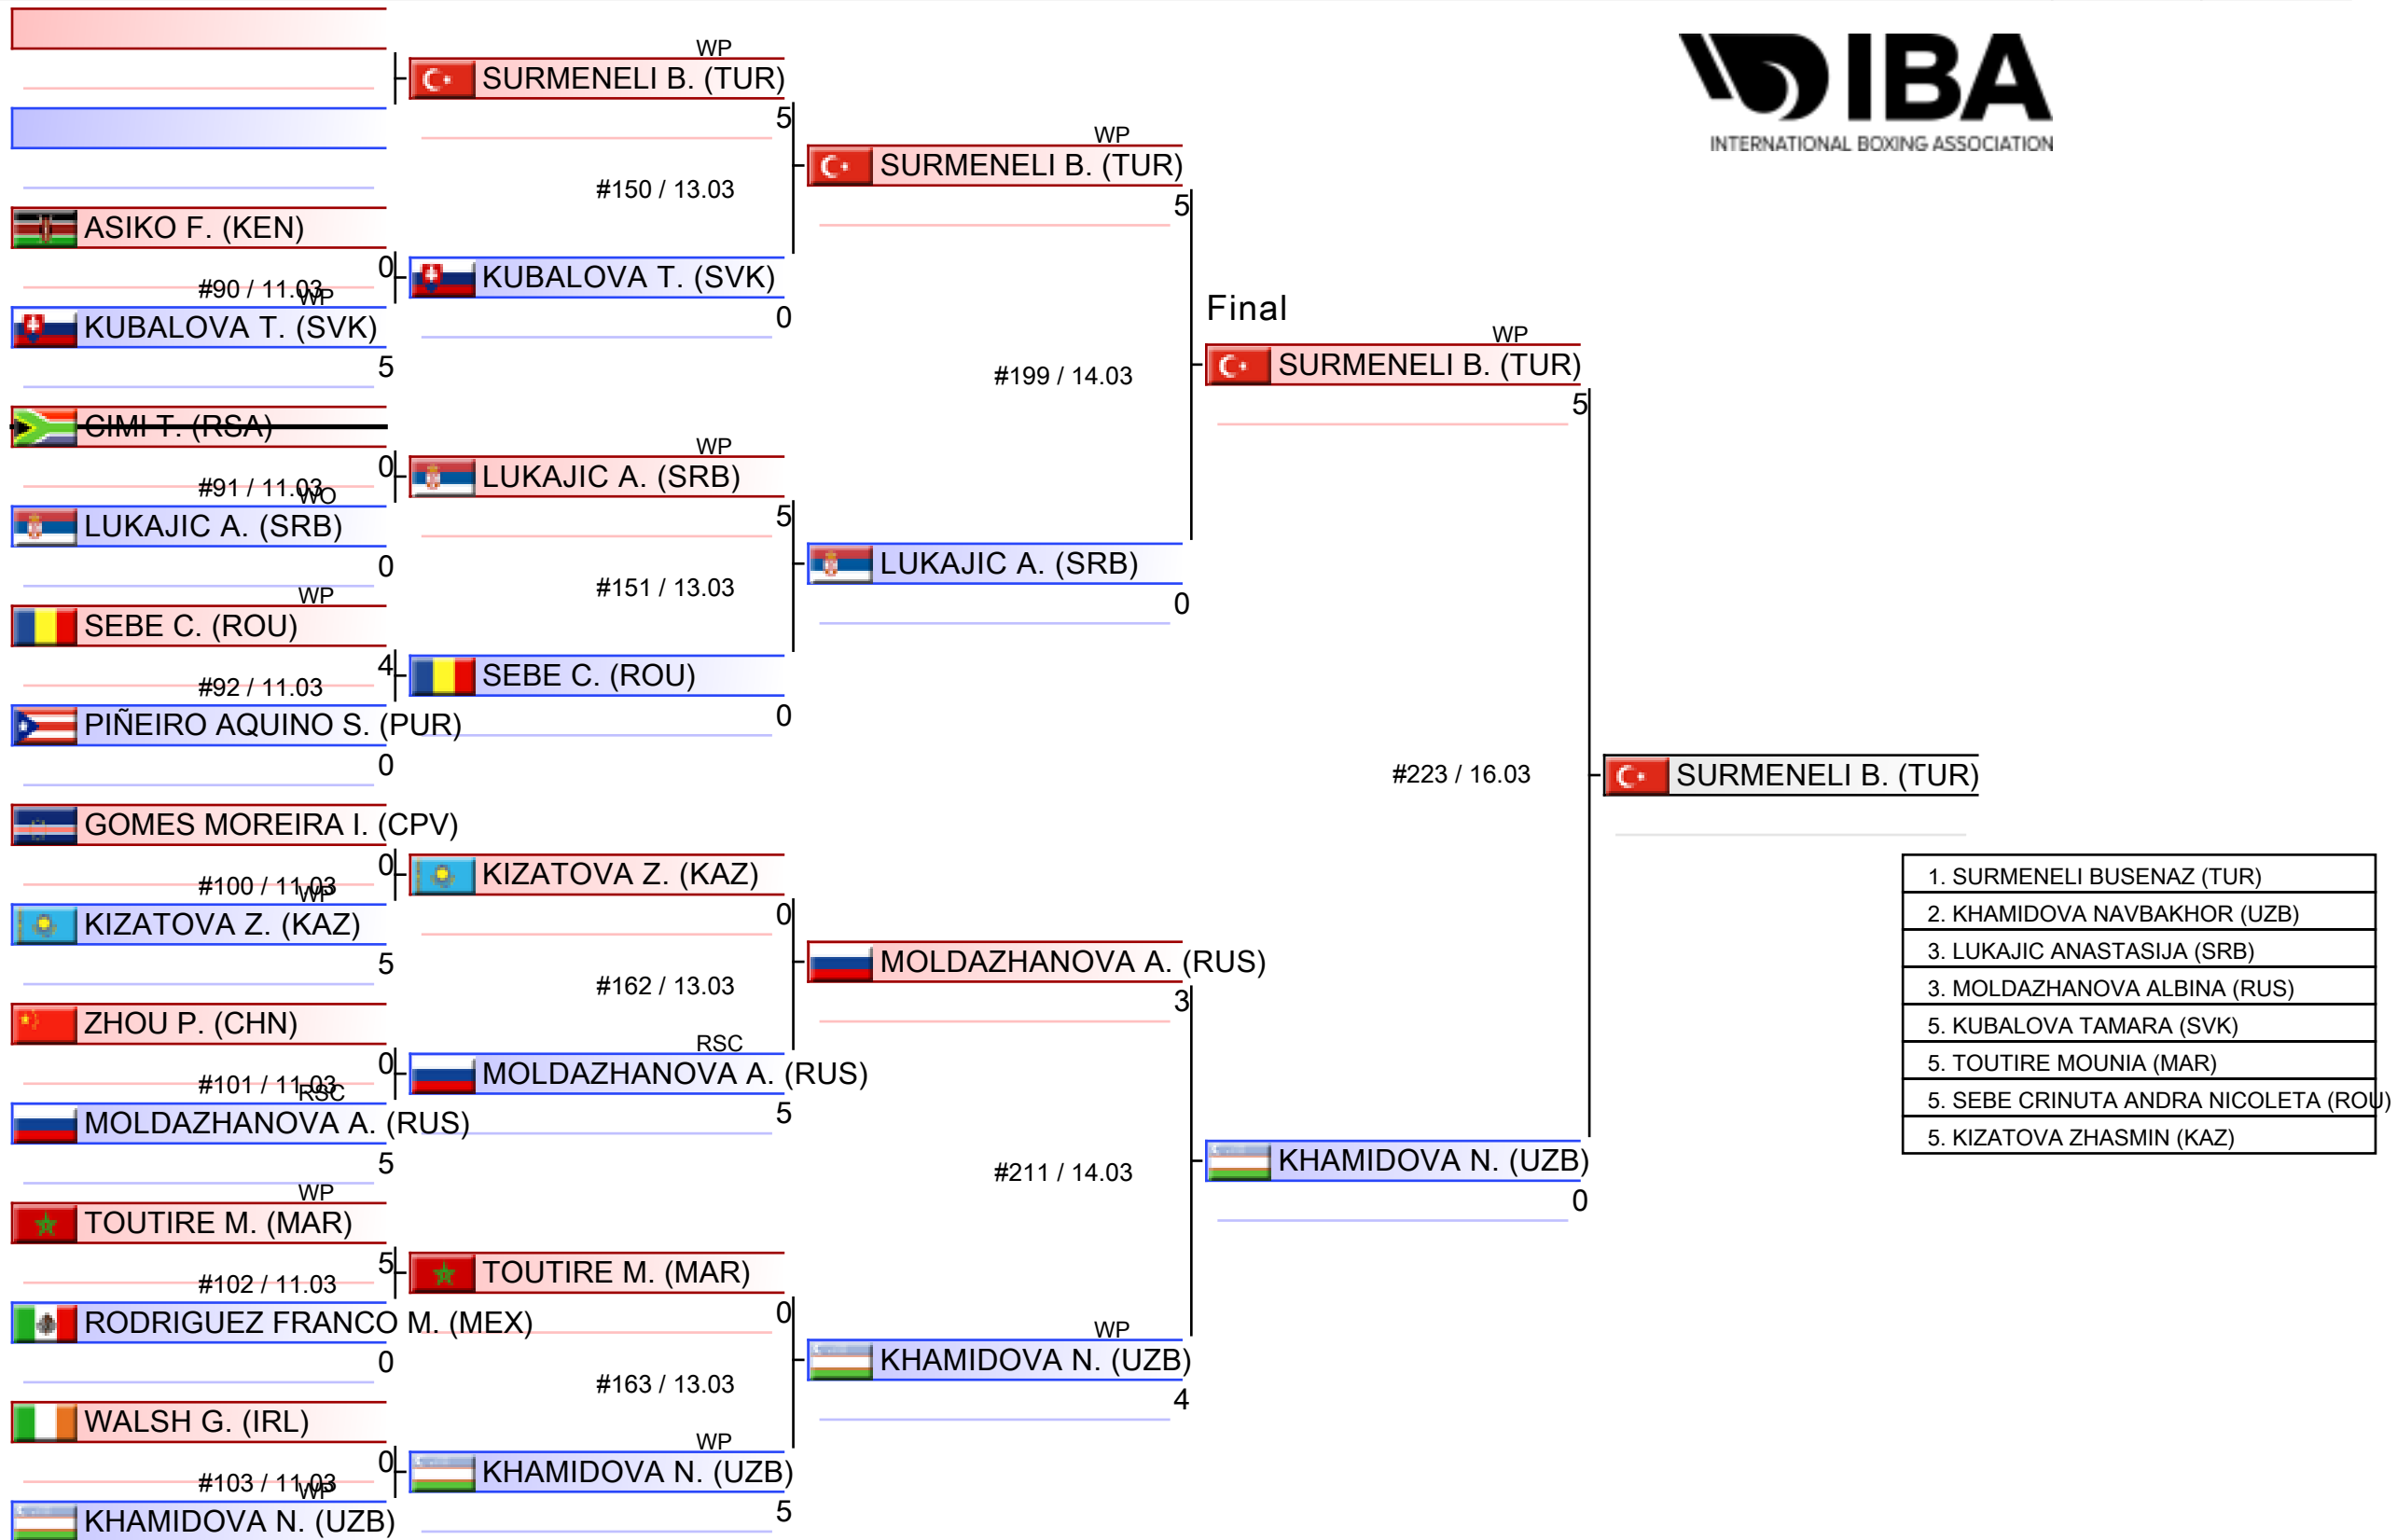 IBA
INTERNATIONAL BOXING ASSOCIATION
ASIKO F. (KEN)
0
#90 / 11.03
WP
KUBALOVA T. (SVK)
5
CIMI T. (RSA)
0
#91 / 11.03
WO
LUKAJIC A. (SRB)
0
WP
SEBE C. (ROU)
4
#92 / 11.03
PIÑEIRO AQUINO S. (PUR)
0
GOMES MOREIRA I. (CPV)
0
#100 / 11.03
WP
KIZATOVA Z. (KAZ)
5
ZHOU P. (CHN)
0
#101 / 11.03
RSC
MOLDAZHANOVA A. (RUS)
5
WP
TOUTIRE M. (MAR)
5
#102 / 11.03
RODRIGUEZ FRANCO M. (MEX)
0
WALSH G. (IRL)
0
#103 / 11.03
WP
KHAMIDOVA N. (UZB)
WP
SURMENELI B. (TUR)
5
#150 / 13.03
KUBALOVA T. (SVK)
0
WP
LUKAJIC A. (SRB)
5
#151 / 13.03
SEBE C. (ROU)
0
KIZATOVA Z. (KAZ)
0
#162 / 13.03
RSC
MOLDAZHANOVA A. (RUS)
5
TOUTIRE M. (MAR)
0
#163 / 13.03
WP
KHAMIDOVA N. (UZB)
5
WP
SURMENELI B. (TUR)
5
#199 / 14.03
LUKAJIC A. (SRB)
0
MOLDAZHANOVA A. (RUS)
3
#211 / 14.03
WP
KHAMIDOVA N. (UZB)
4
Final
WP
SURMENELI B. (TUR)
5
#223 / 16.03
KHAMIDOVA N. (UZB)
0
SURMENELI B. (TUR)
1. SURMENELI BUSENAZ (TUR)
2. KHAMIDOVA NAVBAKHOR (UZB)
3. LUKAJIC ANASTASIJA (SRB)
3. MOLDAZHANOVA ALBINA (RUS)
5. KUBALOVA TAMARA (SVK)
5. TOUTIRE MOUNIA (MAR)
5. SEBE CRINUTA ANDRA NICOLETA (ROU)
5. KIZATOVA ZHASMIN (KAZ)